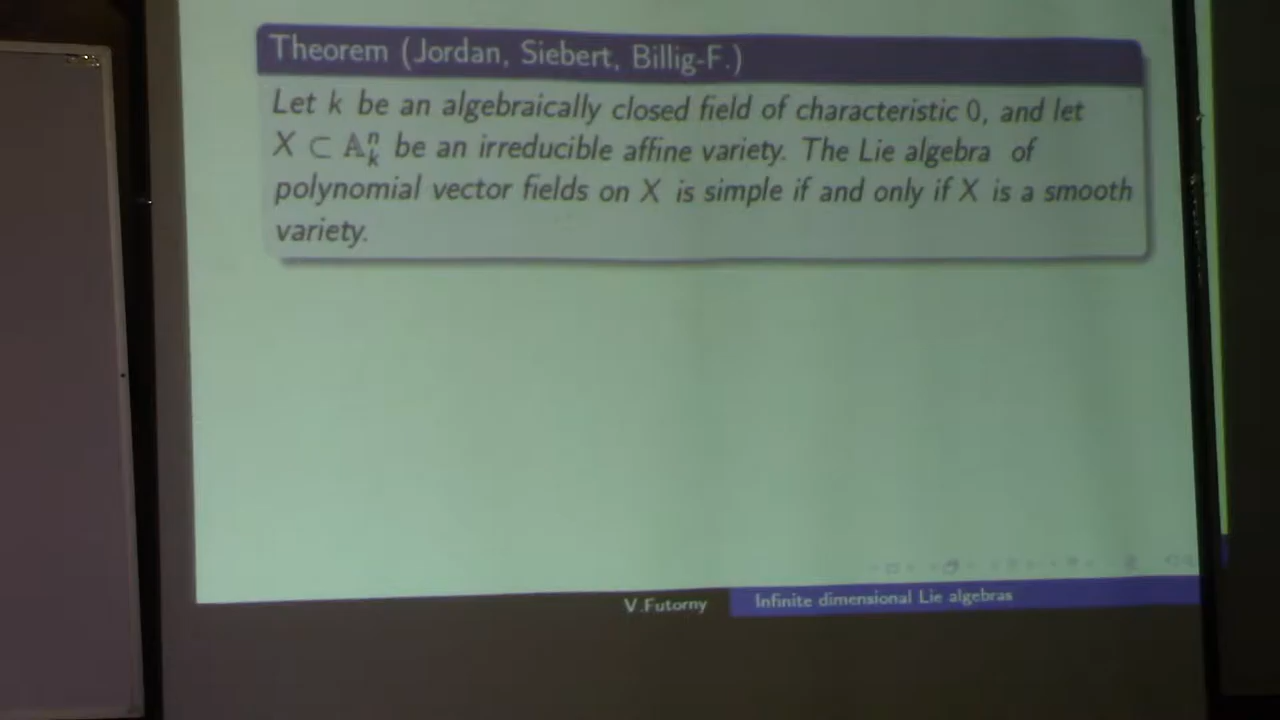 Theorem (Jordan, Siebert, Billig-F.)
Let k be an algebraically closed field of characteristic 0, and let
X ⊂ 𝔸ⁿₖ be an irreducible affine variety. The Lie algebra of
polynomial vector fields on X is simple if and only if X is a smooth
variety.
V.Futorny Infinite dimensional Lie algebras